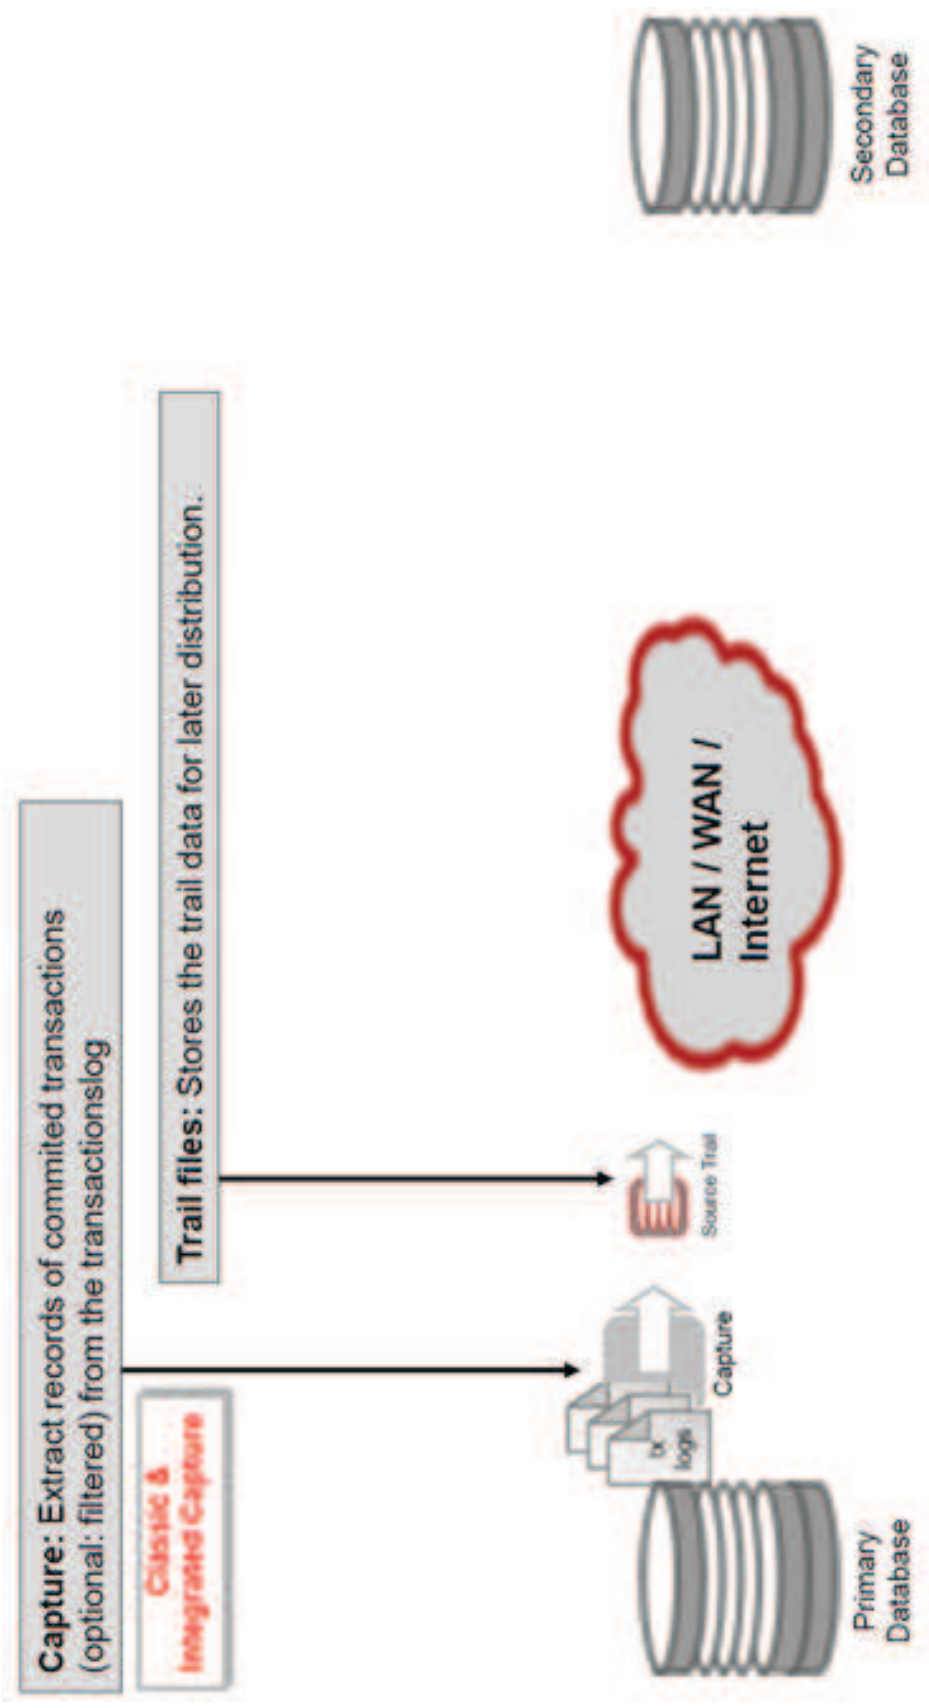 Capture: Extract records of commited transactions
(optional: filtered) from the transactionslog
Classic &
Integrated Capture
Trail files: Stores the trail data for later distribution.
tx
logs
Capture
Source Trail
LAN / WAN /
Internet
Primary
Database
Secondary
Database